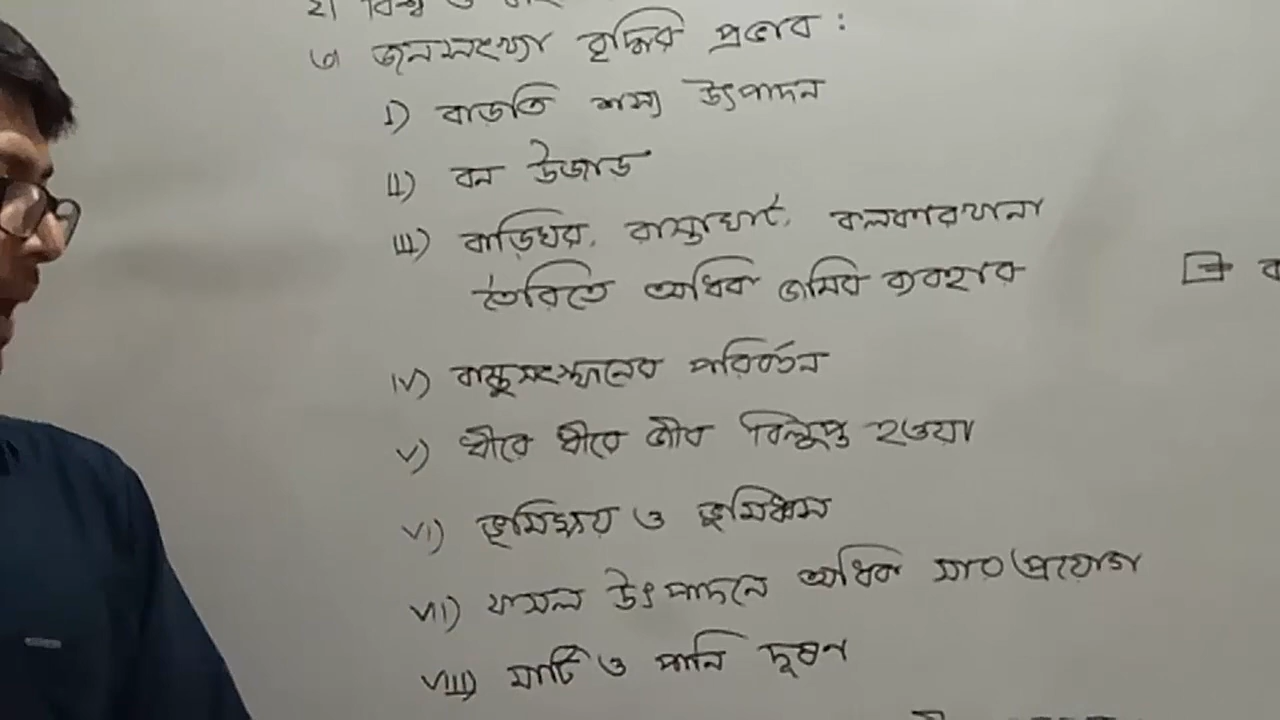 ২। বিশ্ব ও
৩। জনসংখ্যা বৃদ্ধির প্রভাব :
I) বাড়তি শস্য উৎপাদন
II) বন উজাড়
III) বাড়িঘর, রাস্তাঘাট, কলকারখানা
তৈরিতে অধিক জমির ব্যবহার
IV) বাস্তুসংস্থানের পরিবর্তন
V) ধীরে ধীরে জীব বিলুপ্ত হওয়া
VI) ভূমিক্ষয় ও ভূমিধ্বস
VII) ফসল উৎপাদনে অধিক সার প্রয়োগ
VIII) মাটি ও পানি দূষণ